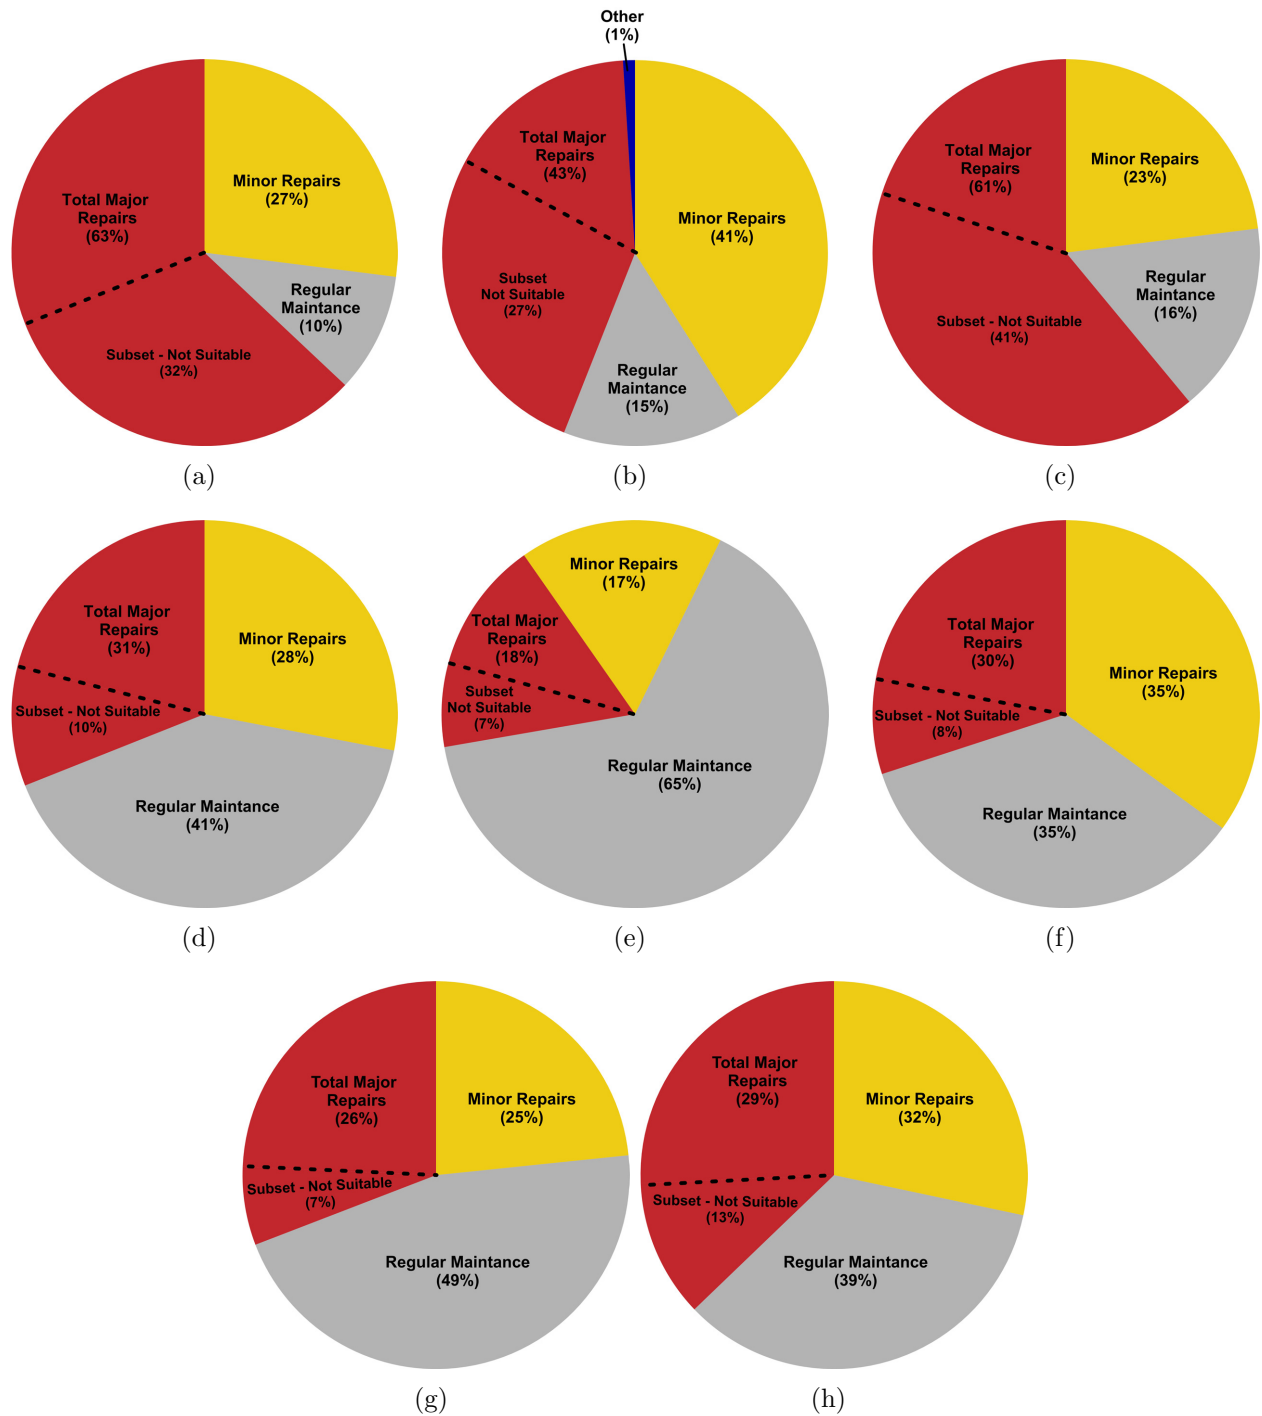 Other
(1%)
Total Major
Repairs
(63%)
Minor Repairs
(27%)
Regular
Maintance
(10%)
Subset - Not Suitable
(32%)
(a)
Total Major
Repairs
(43%)
Minor Repairs
(41%)
Subset
Not Suitable
(27%)
Regular
Maintance
(15%)
(b)
Total Major
Repairs
(61%)
Minor Repairs
(23%)
Regular
Maintance
(16%)
Subset - Not Suitable
(41%)
(c)
Total Major
Repairs
(31%)
Minor Repairs
(28%)
Subset - Not Suitable
(10%)
Regular Maintance
(41%)
(d)
Minor Repairs
(17%)
Total Major
Repairs
(18%)
Subset
Not Suitable
(7%)
Regular Maintance
(65%)
(e)
Total Major
Repairs
(30%)
Minor Repairs
(35%)
Subset - Not Suitable
(8%)
Regular Maintance
(35%)
(f)
Total Major
Repairs
(26%)
Minor Repairs
(25%)
Subset - Not Suitable
(7%)
Regular Maintance
(49%)
(g)
Total Major
Repairs
(29%)
Minor Repairs
(32%)
Subset - Not Suitable
(13%)
Regular Maintance
(39%)
(h)